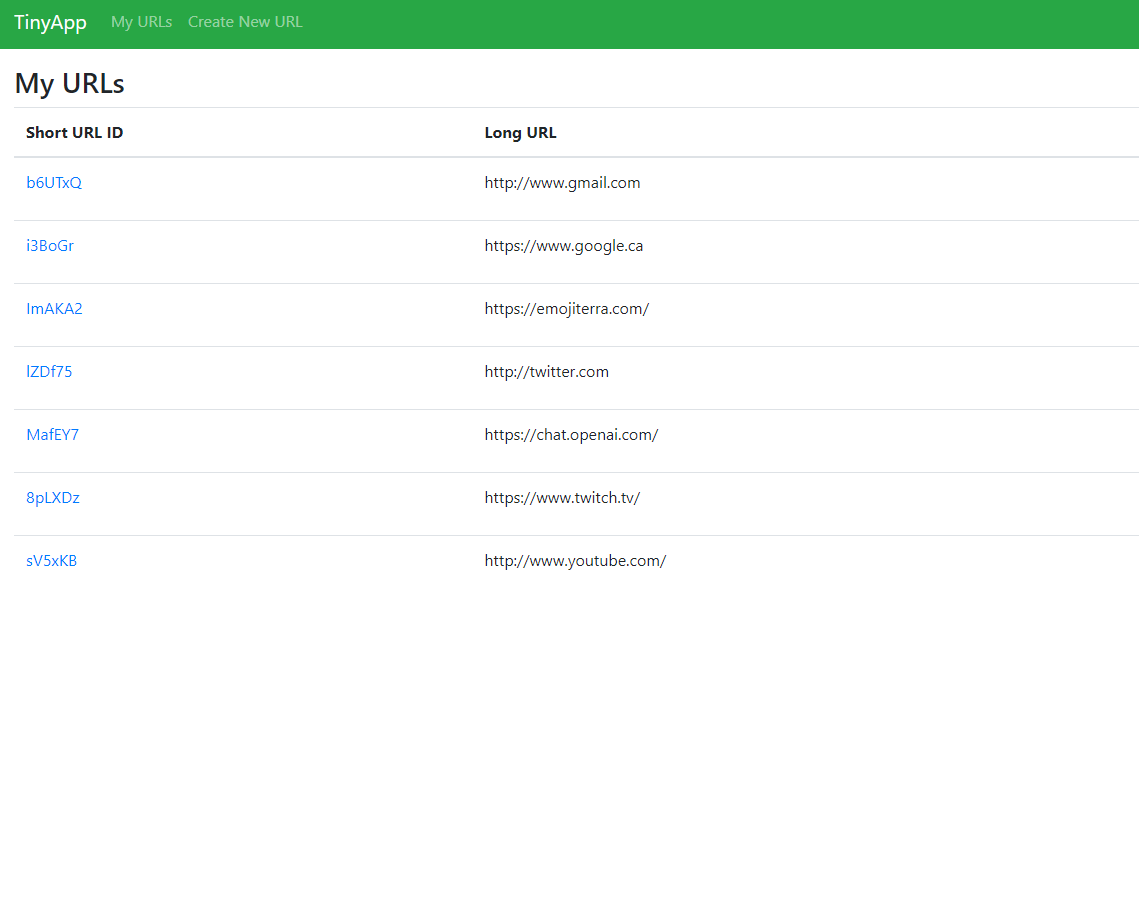 TinyApp My URLs Create New URL
My URLs
Short URL ID Long URL
b6UTxQ http://www.gmail.com
i3BoGr https://www.google.ca
ImAKA2 https://emojiterra.com/
lZDf75 http://twitter.com
MafEY7 https://chat.openai.com/
8pLXDz https://www.twitch.tv/
sV5xKB http://www.youtube.com/